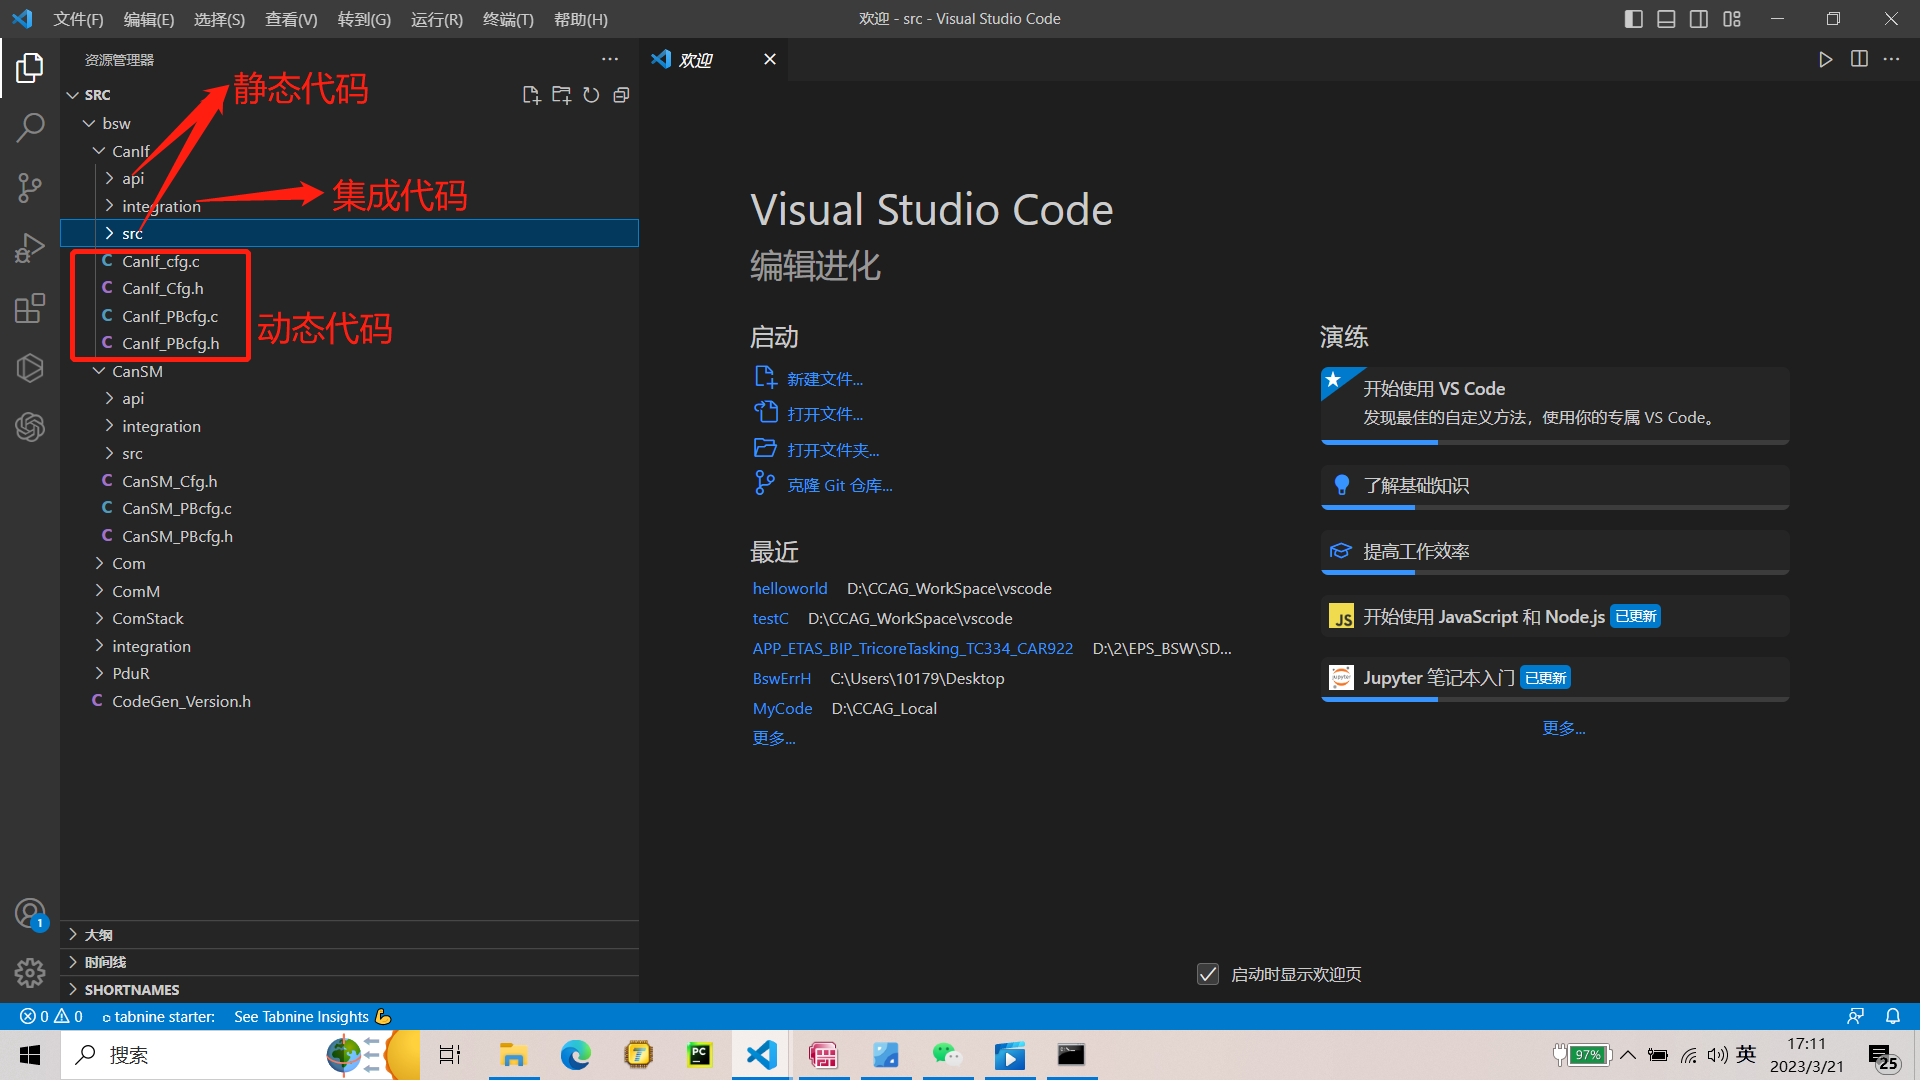 文件(F) 编辑(E) 选择(S) 查看(V) 转到(G) 运行(R) 终端(T) 帮助(H) 欢迎 - src - Visual Studio Code
资源管理器
欢迎
静态代码
SRC
bsw
CanIf
api
integration
集成代码
src
CanIf_cfg.c
CanIf_Cfg.h
CanIf_PBcfg.c
CanIf_PBcfg.h
动态代码
CanSM
api
integration
src
CanSM_Cfg.h
CanSM_PBcfg.c
CanSM_PBcfg.h
Com
ComM
ComStack
integration
PduR
CodeGen_Version.h
大纲
时间线
SHORTNAMES
Visual Studio Code
编辑进化
启动
新建文件...
打开文件...
打开文件夹...
克隆 Git 仓库...
最近
helloworld D:\CCAG_WorkSpace\vscode
testC D:\CCAG_WorkSpace\vscode
APP_ETAS_BIP_TricoreTasking_TC334_CAR922 D:\2\EPS_BSW\SD...
BswErrH C:\Users\10179\Desktop
MyCode D:\CCAG_Local
更多...
演练
开始使用 VS Code
发现最佳的自定义方法，使用你的专属 VS Code。
了解基础知识
提高工作效率
JS 开始使用 JavaScript 和 Node.js 已更新
jupyter Jupyter 笔记本入门 已更新
更多...
启动时显示欢迎页
1
0 0 tabnine starter: See Tabnine Insights
搜索
PC
97%
英
17:11
2023/3/21
25